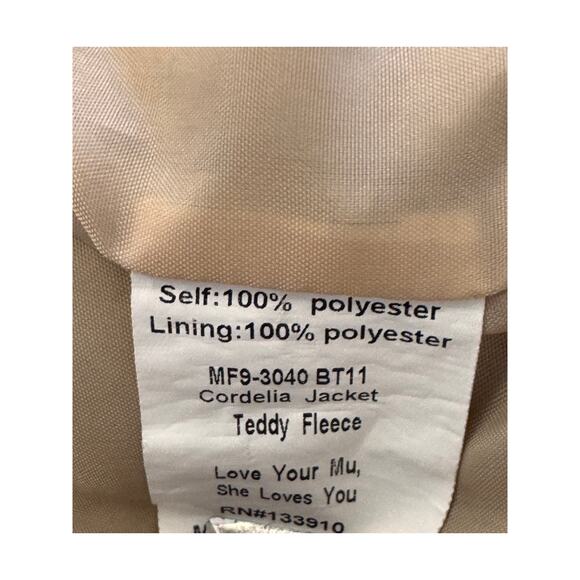 Self:100% polyester
Lining:100% polyester
MF9-3040 BT11
Cordelia Jacket
Teddy Fleece
Love Your Mu,
She Loves You
RN#133910